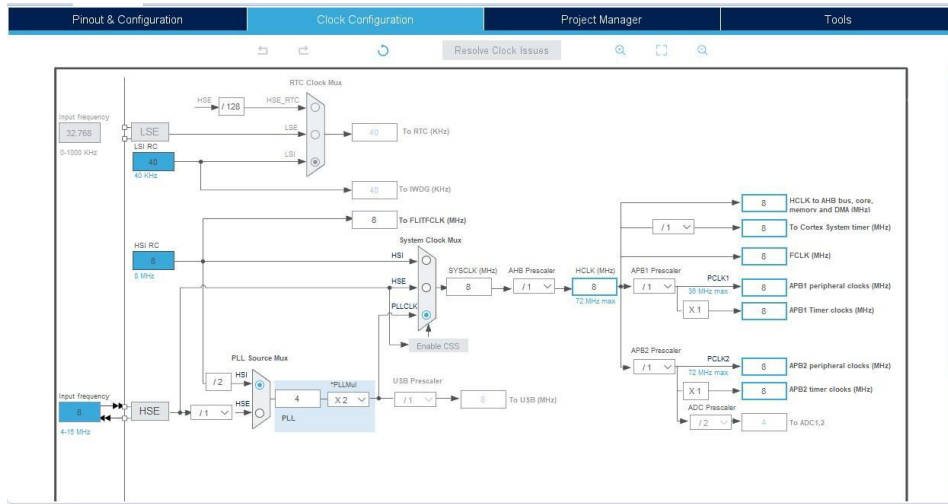 Pinout & Configuration
Clock Configuration
Project Manager
Tools
Resolve Clock Issues
RTC Clock Mux
HSE
/ 128
HSE_RTC
Input frequency
32.768
0-1000 KHz
LSE
LSE
40
To RTC (KHz)
LSI RC
40
40 KHz
LSI
40
To IWDG (KHz)
8
To FLITFCLK (MHz)
HSI RC
8
8 MHz
System Clock Mux
HSI
HSE
PLLCLK
Enable CSS
SYSCLK (MHz)
8
AHB Prescaler
/ 1
HCLK (MHz)
8
72 MHz max
8
HCLK to AHB bus, core,
memory and DMA (MHz)
/ 1
8
To Cortex System timer (MHz)
8
FCLK (MHz)
APB1 Prescaler
/ 1
PCLK1
36 MHz max
8
APB1 peripheral clocks (MHz)
X 1
8
APB1 Timer clocks (MHz)
APB2 Prescaler
/ 1
PCLK2
72 MHz max
8
APB2 peripheral clocks (MHz)
X 1
8
APB2 timer clocks (MHz)
ADC Prescaler
/ 2
4
To ADC1,2
PLL Source Mux
/ 2
HSI
HSE
4
*PLLMul
X 2
PLL
USB Prescaler
/ 1
8
To USB (MHz)
Input frequency
8
4-16 MHz
HSE
/ 1